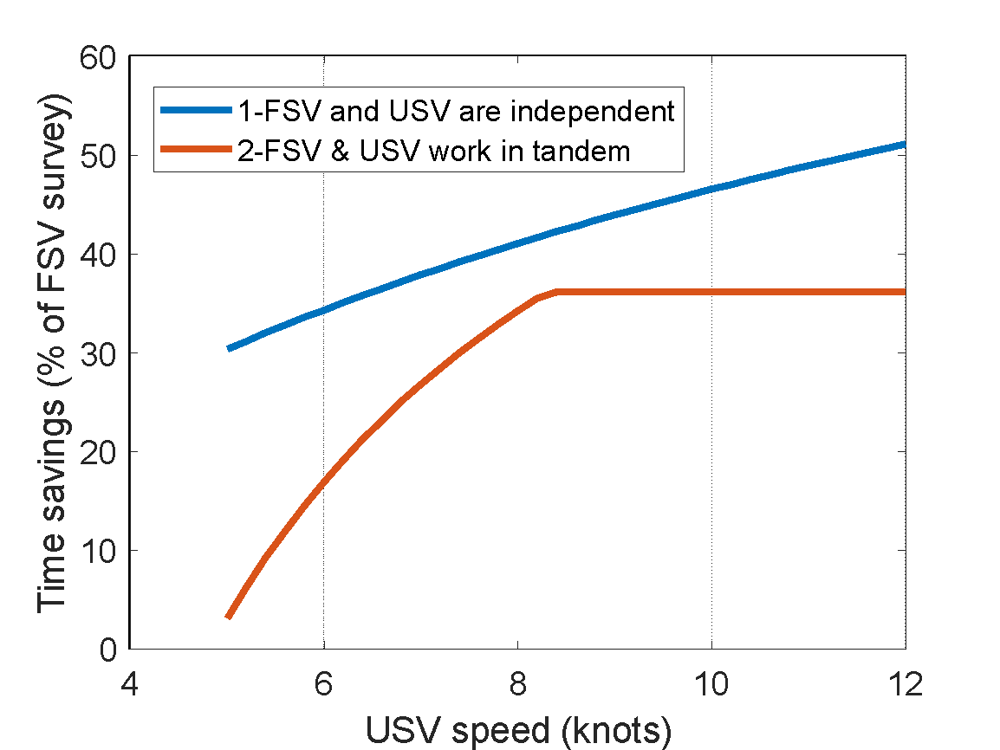 60
50
40
30
20
10
0
Time savings (% of FSV survey)
1-FSV and USV are independent
2-FSV & USV work in tandem
4 6 8 10 12
USV speed (knots)